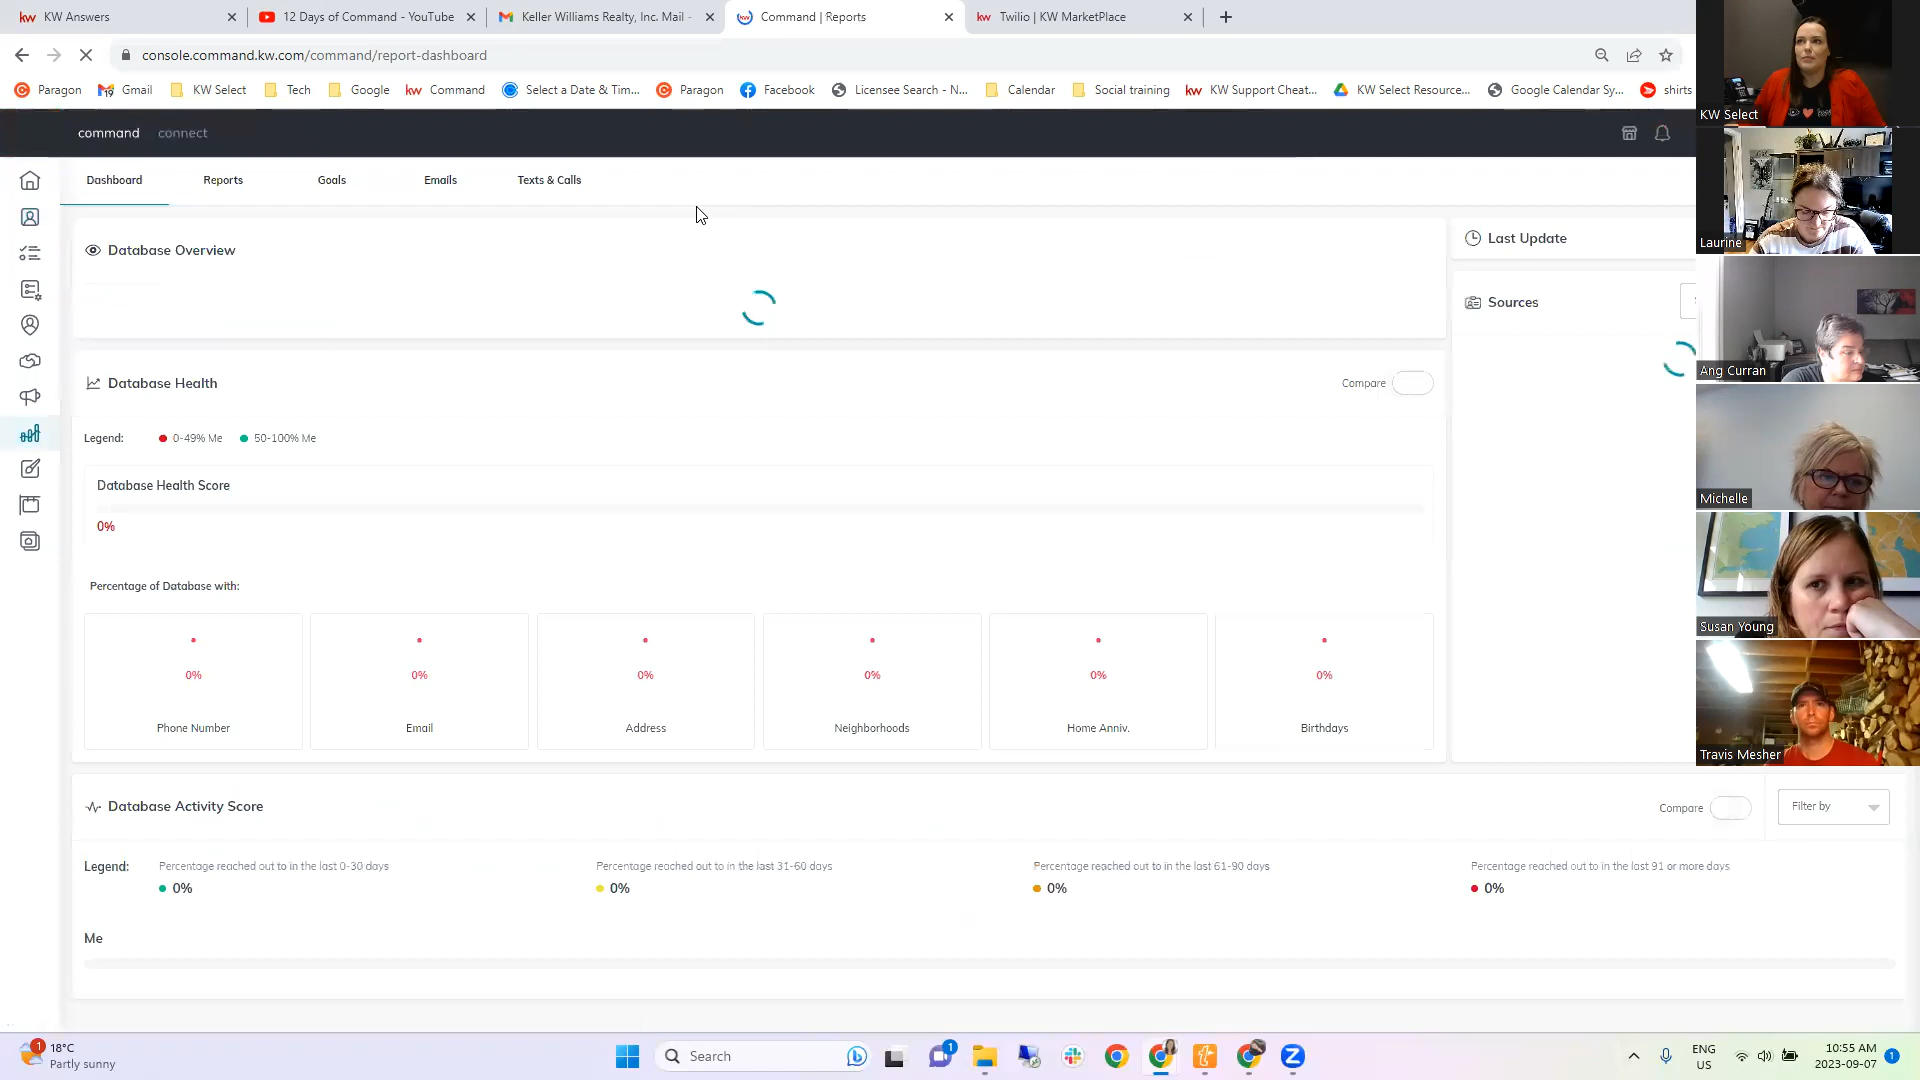 KW Answers
12 Days of Command - YouTube
Keller Williams Realty, Inc. Mail -
Command | Reports
Twilio | KW MarketPlace
console.command.kw.com/command/report-dashboard
Paragon
Gmail
KW Select
Tech
Google
kw Command
Select a Date & Tim...
Paragon
Facebook
Licensee Search - N...
Calendar
Social training
kw KW Support Cheat...
KW Select Resource...
Google Calendar Sy...
shirts
command
connect
Dashboard
Reports
Goals
Emails
Texts & Calls
Database Overview
Last Update
Sources
Database Health
Compare
Legend:
0-49% Me
50-100% Me
Database Health Score
0%
Percentage of Database with:
0%
0%
0%
0%
0%
0%
Phone Number
Email
Address
Neighborhoods
Home Anniv.
Birthdays
Database Activity Score
Compare
Filter by
Legend:
Percentage reached out to in the last 0-30 days
0%
Percentage reached out to in the last 31-60 days
0%
Percentage reached out to in the last 61-90 days
0%
Percentage reached out to in the last 91 or more days
0%
Me
KW Select
Laurine
Ang Curran
Michelle
Susan Young
Travis Mesher
1
18°C
Partly sunny
Search
1
ENG
US
10:55 AM
2023-09-07
1